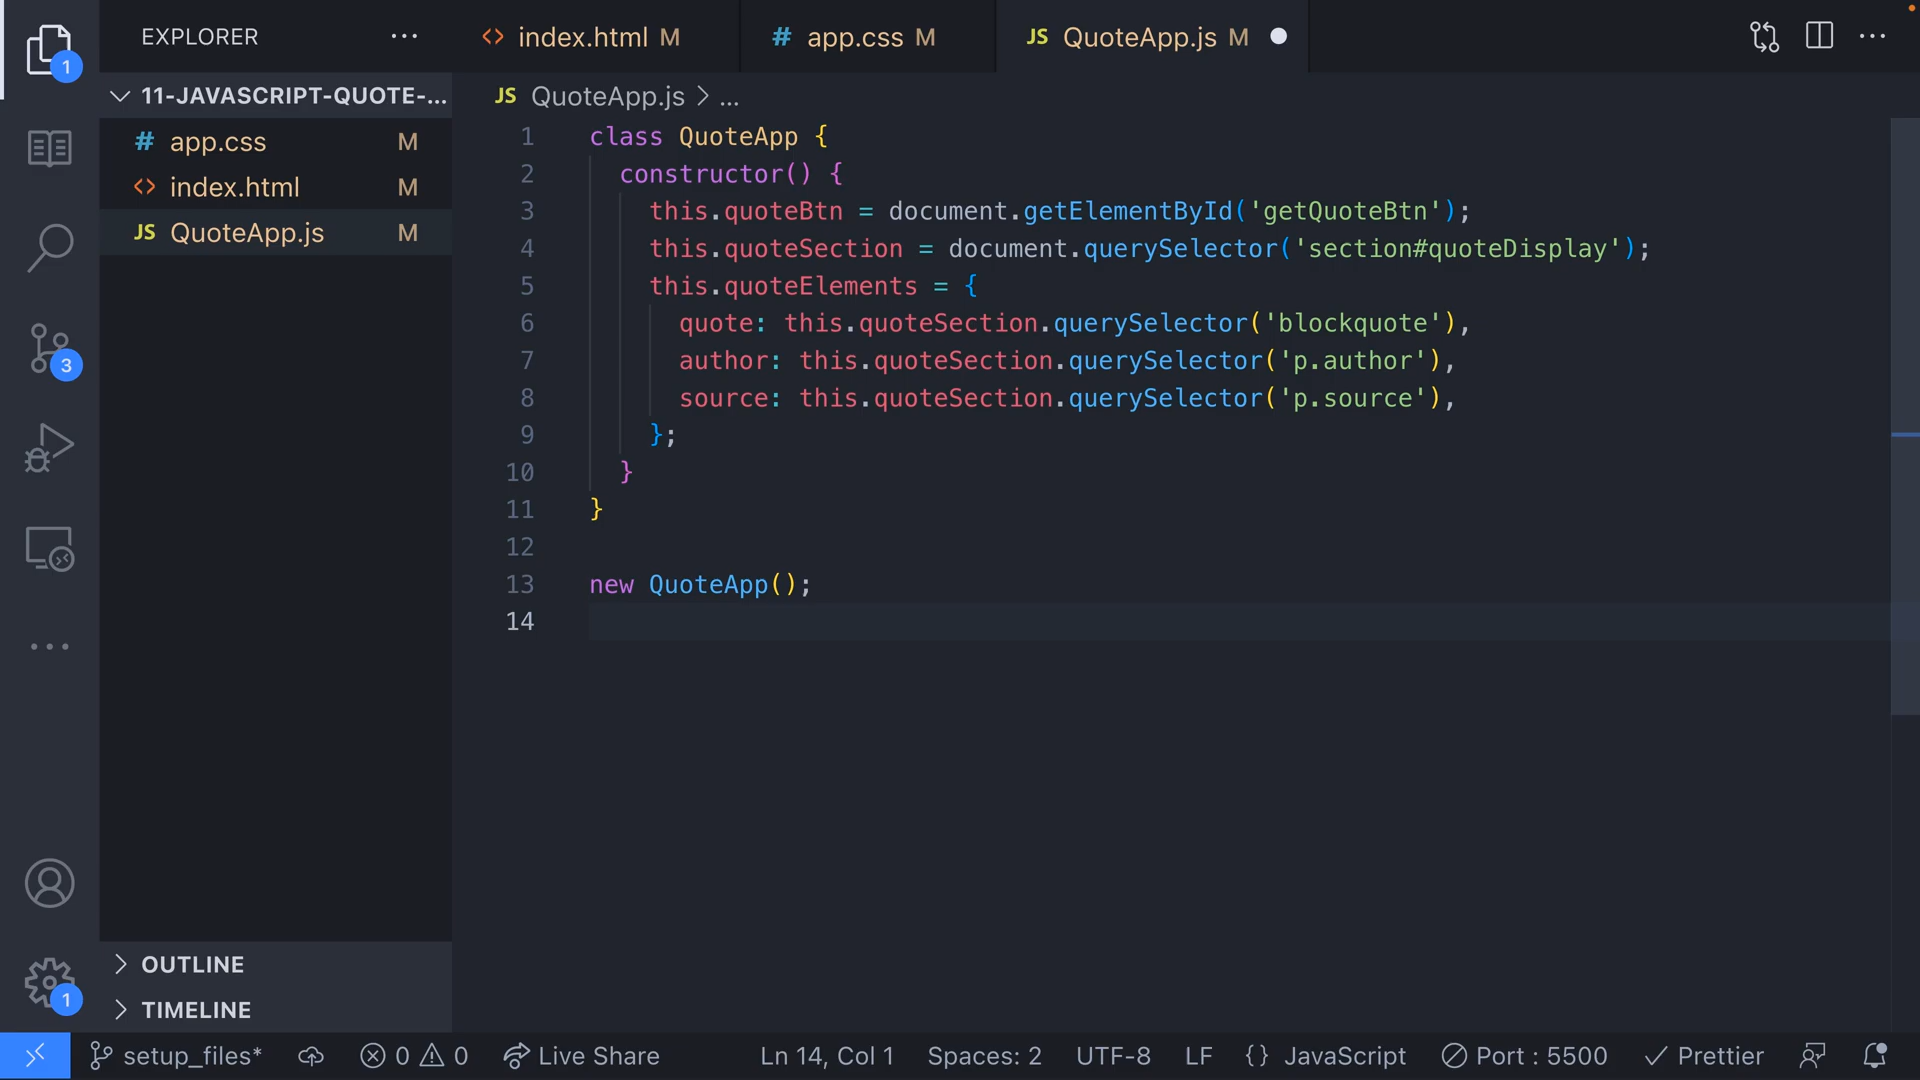 EXPLORER
<> index.html M
# app.css M
JS QuoteApp.js M
1
11-JAVASCRIPT-QUOTE-...
# app.css M
<> index.html M
JS QuoteApp.js M
3
OUTLINE
TIMELINE
1
JS QuoteApp.js > ...
1 class QuoteApp {
2 constructor() {
3 this.quoteBtn = document.getElementById('getQuoteBtn');
4 this.quoteSection = document.querySelector('section#quoteDisplay');
5 this.quoteElements = {
6 quote: this.quoteSection.querySelector('blockquote'),
7 author: this.quoteSection.querySelector('p.author'),
8 source: this.quoteSection.querySelector('p.source'),
9 };
10 }
11 }
12
13 new QuoteApp();
14
setup_files* 0 0 Live Share Ln 14, Col 1 Spaces: 2 UTF-8 LF {} JavaScript Port : 5500 Prettier